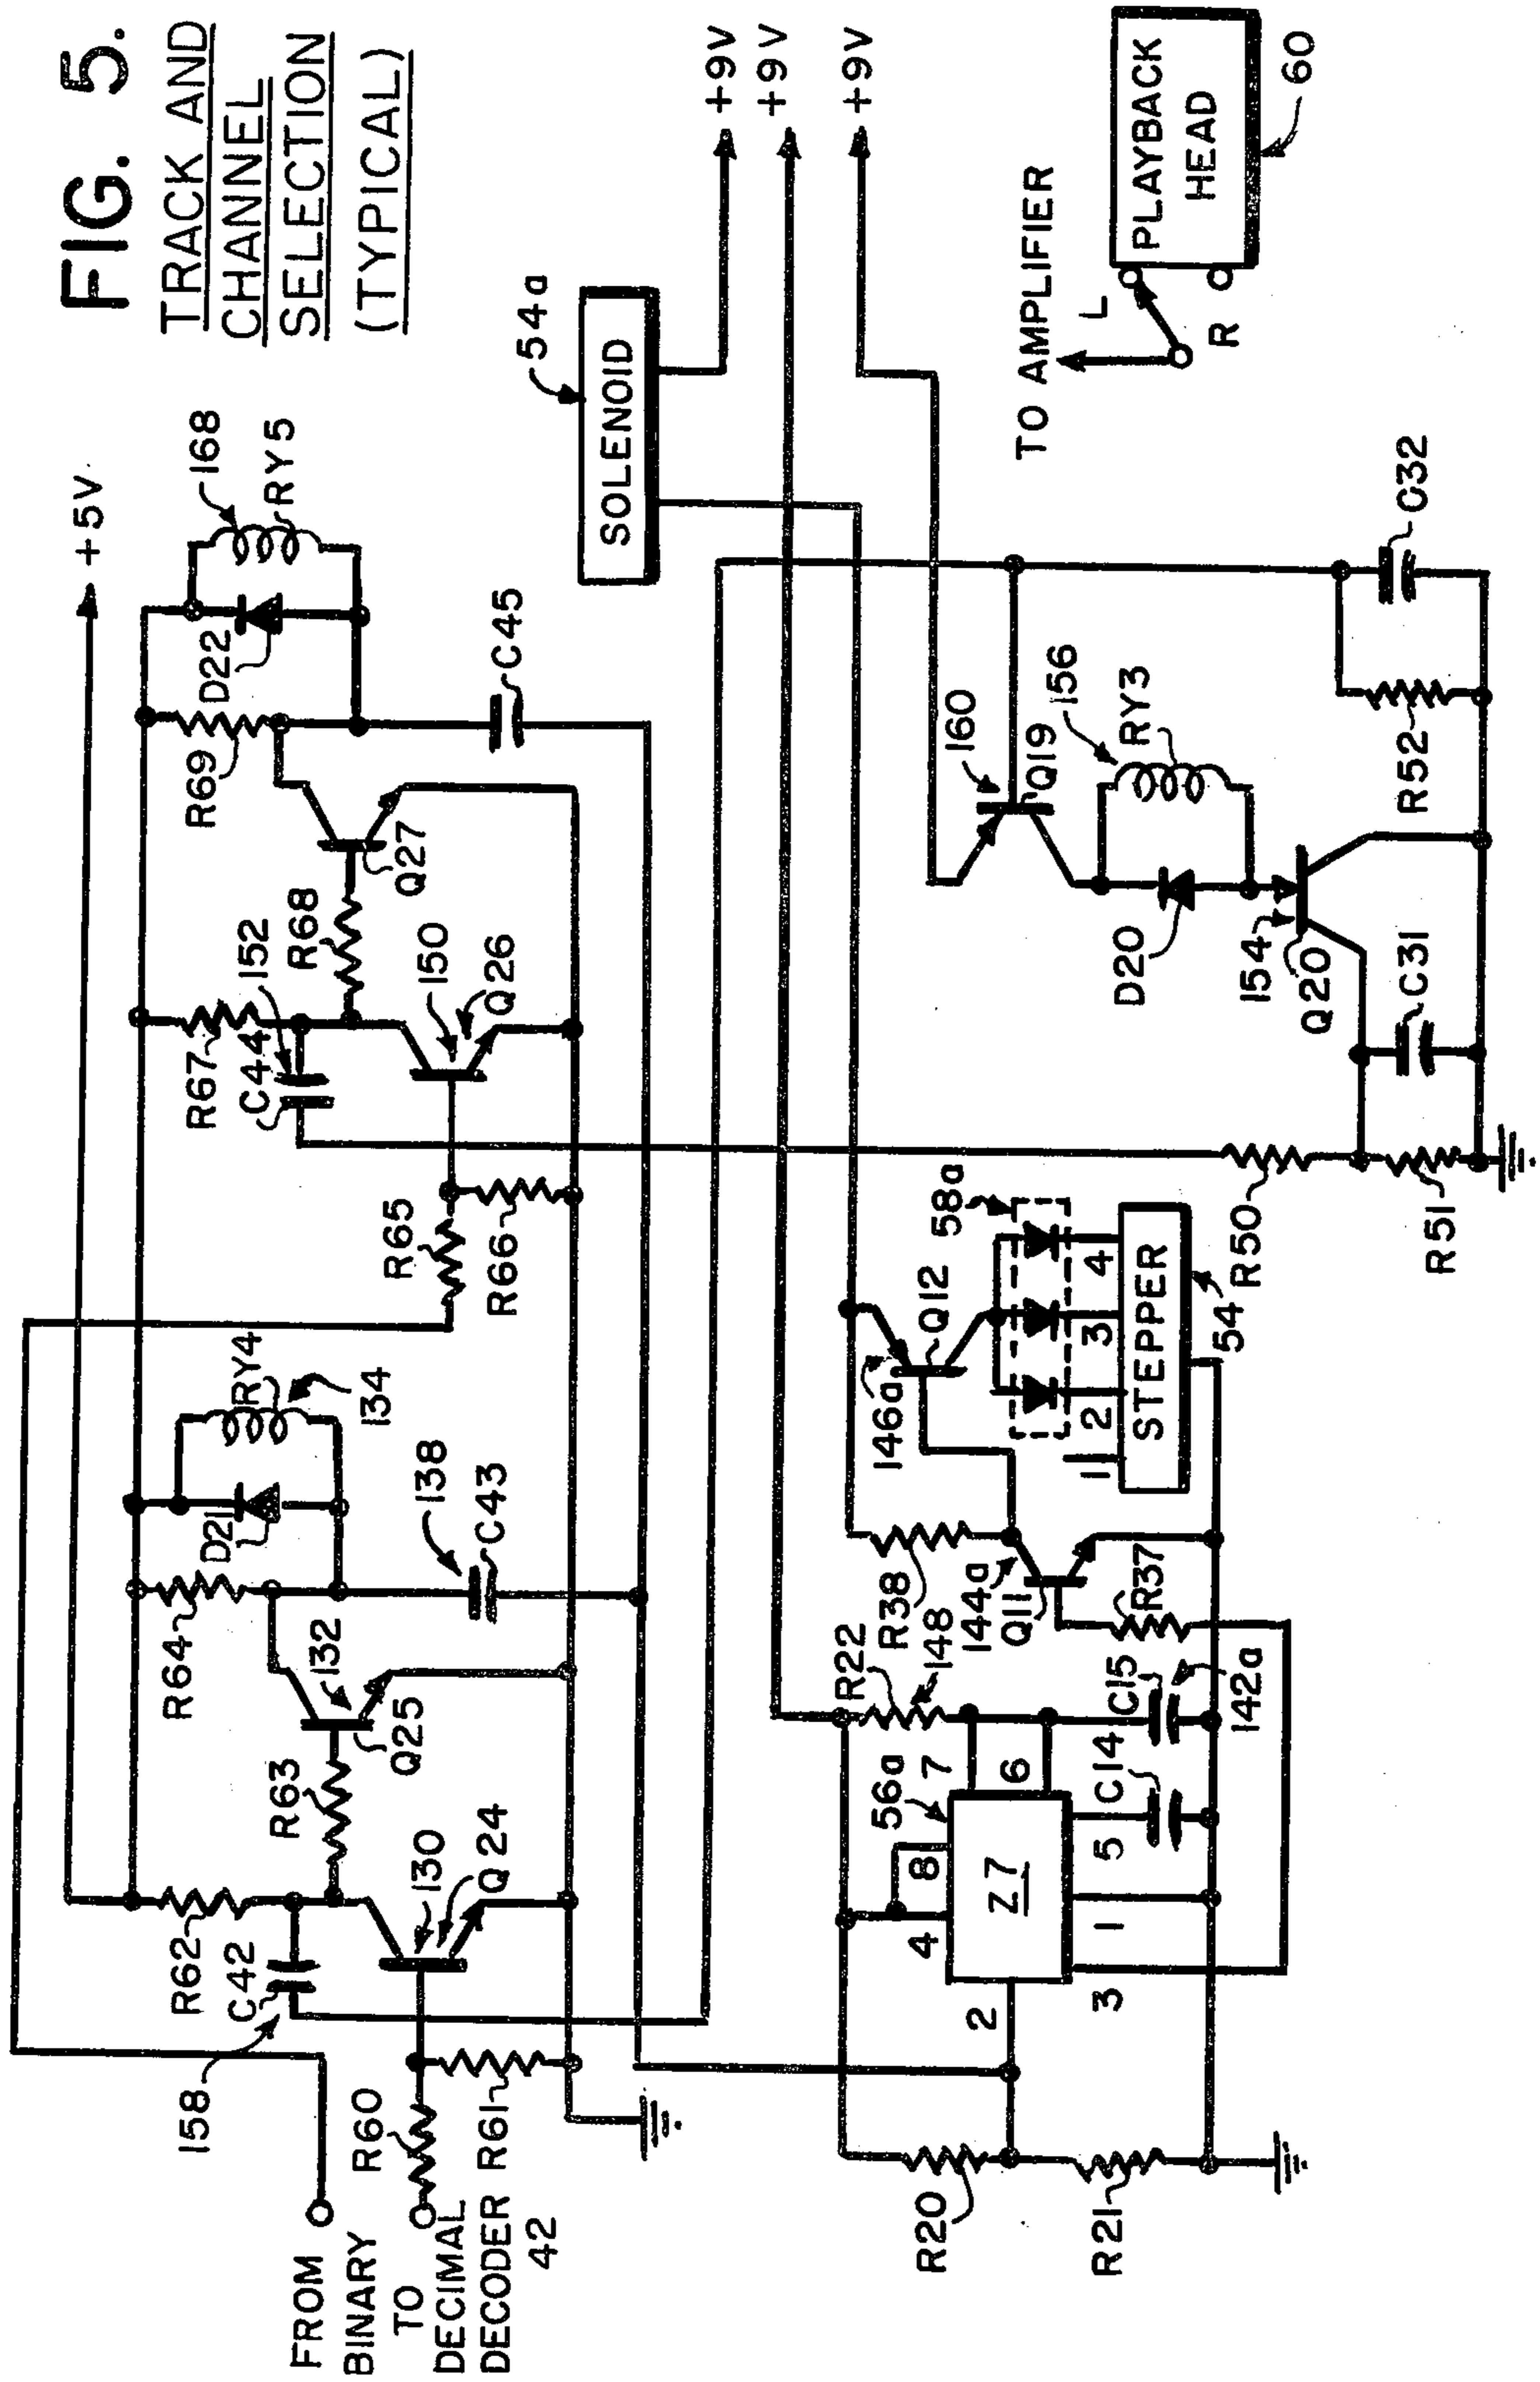 FIG. 5.
TRACK AND
CHANNEL
SELECTION
(TYPICAL)
+5V
168
RY5
D22
R69
C45
Q27
R68
152
R67
C44
150
Q26
R65
R66
RY4
134
D21
138
C43
R64
132
Q25
R63
130
Q24
R62
C42
158
R60
R61
FROM
BINARY
TO
DECIMAL
DECODER
42
+9V
+9V
+9V
54a
SOLENOID
TO AMPLIFIER
L
R
PLAYBACK
HEAD
60
C32
R52
160
Q19
156
RY3
D20
154
Q20
C31
R50
R51
58a
Q12
146a
1
2
3
4
STEPPER
54
R38
144a
Q11
R37
R22
148
C15
142a
C14
56a
7
6
8
4
Z7
5
1
3
2
R20
R21